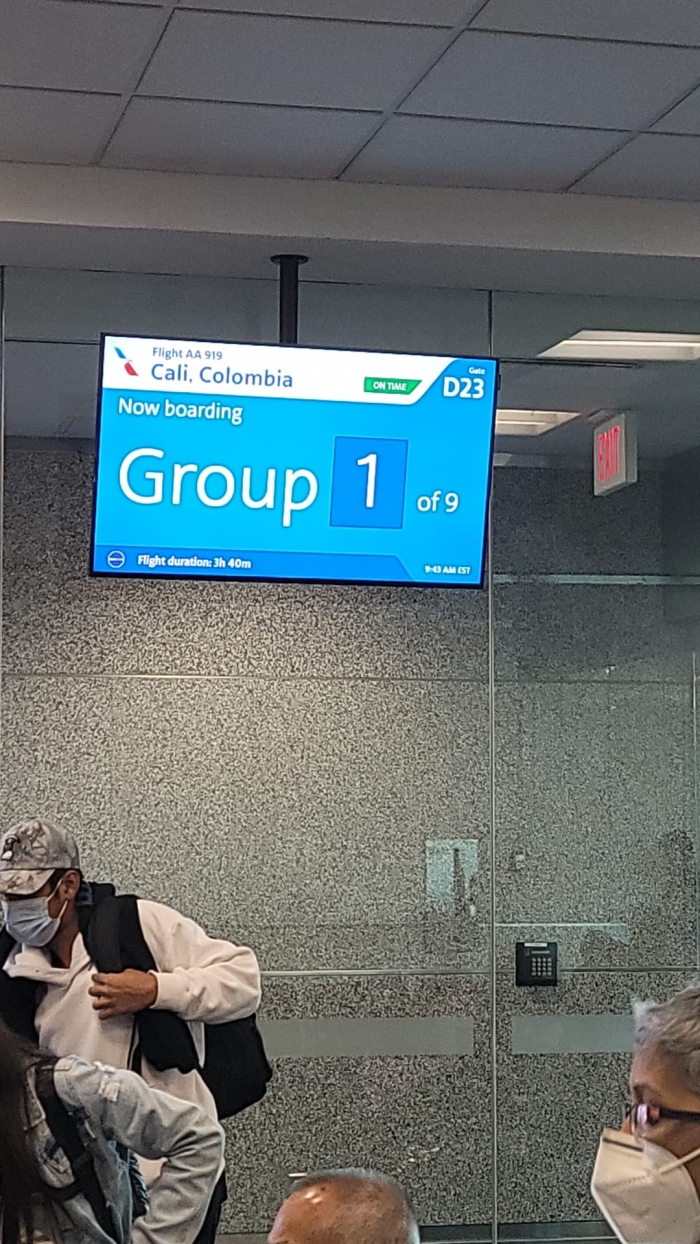 Flight AA 919
Cali, Colombia
ON TIME
Gate
D23
Now boarding
Group 1 of 9
Flight duration: 3h 40m
9:43 AM EST
EXIT